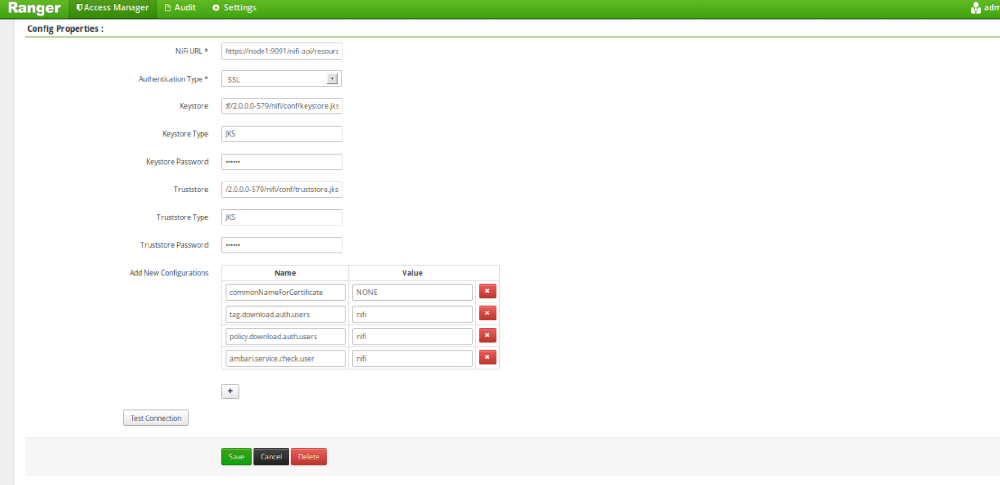 Ranger Access Manager Audit Settings adm
Config Properties :
NiFi URL * https://node1:9091/nifi-api/resourc
Authentication Type * SSL
Keystore df/2.0.0.0-579/nifi/conf/keystore.jks
Keystore Type JKS
Keystore Password ••••••
Truststore /2.0.0.0-579/nifi/conf/truststore.jks
Truststore Type JKS
Truststore Password ••••••
Add New Configurations Name Value
commonNameForCertificate NONE
tag.download.auth.users nifi
policy.download.auth.users nifi
ambari.service.check.user nifi
+
Test Connection
Save Cancel Delete